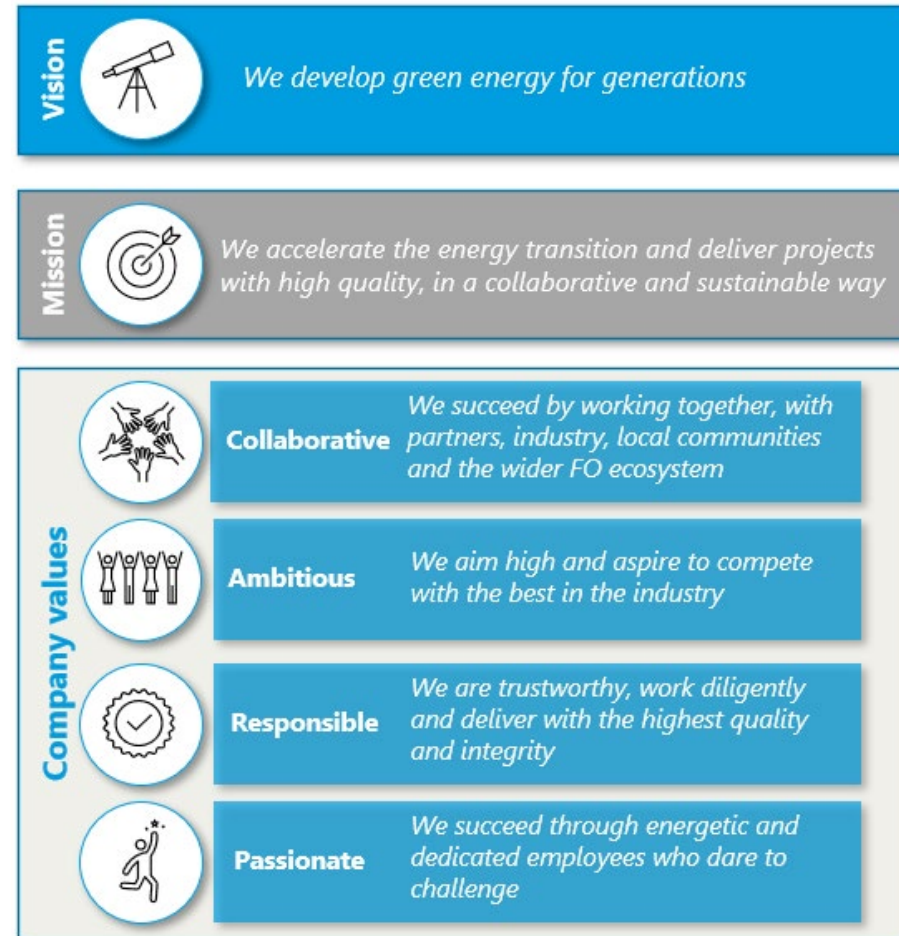 Vision
We develop green energy for generations
Mission
We accelerate the energy transition and deliver projects
with high quality, in a collaborative and sustainable way
Company values
Collaborative
We succeed by working together, with
partners, industry, local communities
and the wider FO ecosystem
Ambitious
We aim high and aspire to compete
with the best in the industry
Responsible
We are trustworthy, work diligently
and deliver with the highest quality
and integrity
Passionate
We succeed through energetic and
dedicated employees who dare to
challenge